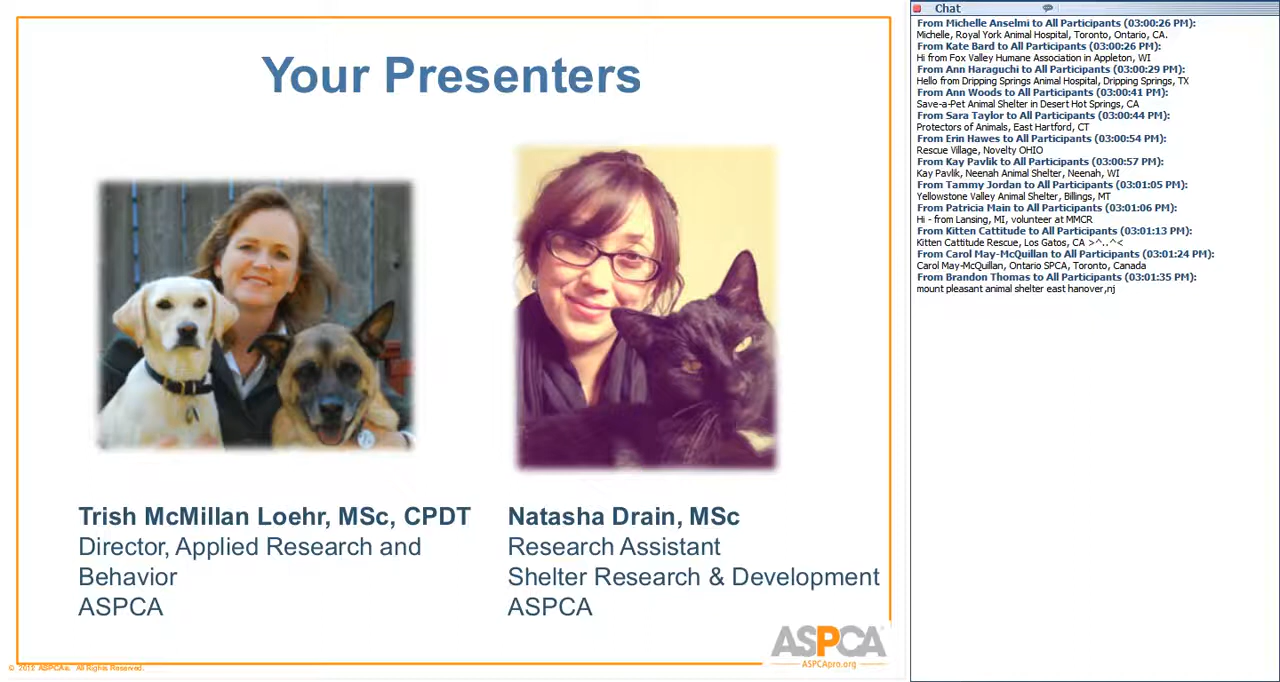 Your Presenters
Trish McMillan Loehr, MSc, CPDT
Director, Applied Research and
Behavior
ASPCA
Natasha Drain, MSc
Research Assistant
Shelter Research & Development
ASPCA
ASPCA®
ASPCApro.org
© 2012 ASPCA®. All Rights Reserved.
Chat
From Michelle Anselmi to All Participants (03:00:26 PM):
Michelle, Royal York Animal Hospital, Toronto, Ontario, CA.
From Kate Bard to All Participants (03:00:26 PM):
Hi from Fox Valley Humane Association in Appleton, WI
From Ann Haraguchi to All Participants (03:00:29 PM):
Hello from Dripping Springs Animal Hospital, Dripping Springs, TX
From Ann Woods to All Participants (03:00:41 PM):
Save-a-Pet Animal Shelter in Desert Hot Springs, CA
From Sara Taylor to All Participants (03:00:44 PM):
Protectors of Animals, East Hartford, CT
From Erin Hawes to All Participants (03:00:54 PM):
Rescue Village, Novelty OHIO
From Kay Pavlik to All Participants (03:00:57 PM):
Kay Pavlik, Neenah Animal Shelter, Neenah, WI
From Tammy Jordan to All Participants (03:01:05 PM):
Yellowstone Valley Animal Shelter, Billings, MT
From Patricia Main to All Participants (03:01:06 PM):
Hi - from Lansing, MI, volunteer at MMCR
From Kitten Cattitude to All Participants (03:01:13 PM):
Kitten Cattitude Rescue, Los Gatos, CA >^..^<
From Carol May-McQuillan to All Participants (03:01:24 PM):
Carol May-McQuillan, Ontario SPCA, Toronto, Canada
From Brandon Thomas to All Participants (03:01:35 PM):
mount pleasant animal shelter east hanover,nj